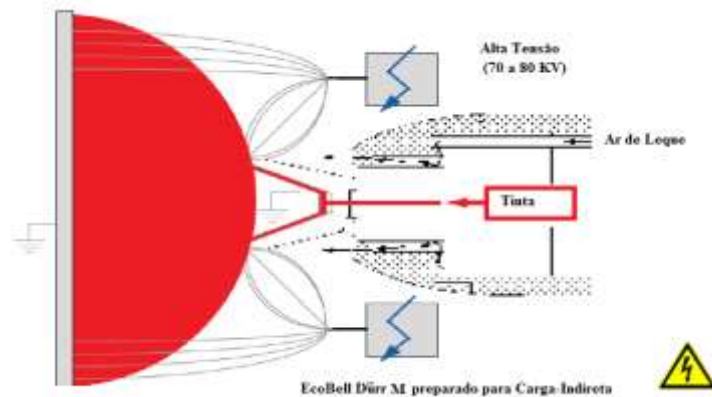 Alta Tensão
(70 a 80 KV)
Ar de Leque
Tinta
EcoBell Dürr M preparado para Carga-Indireta